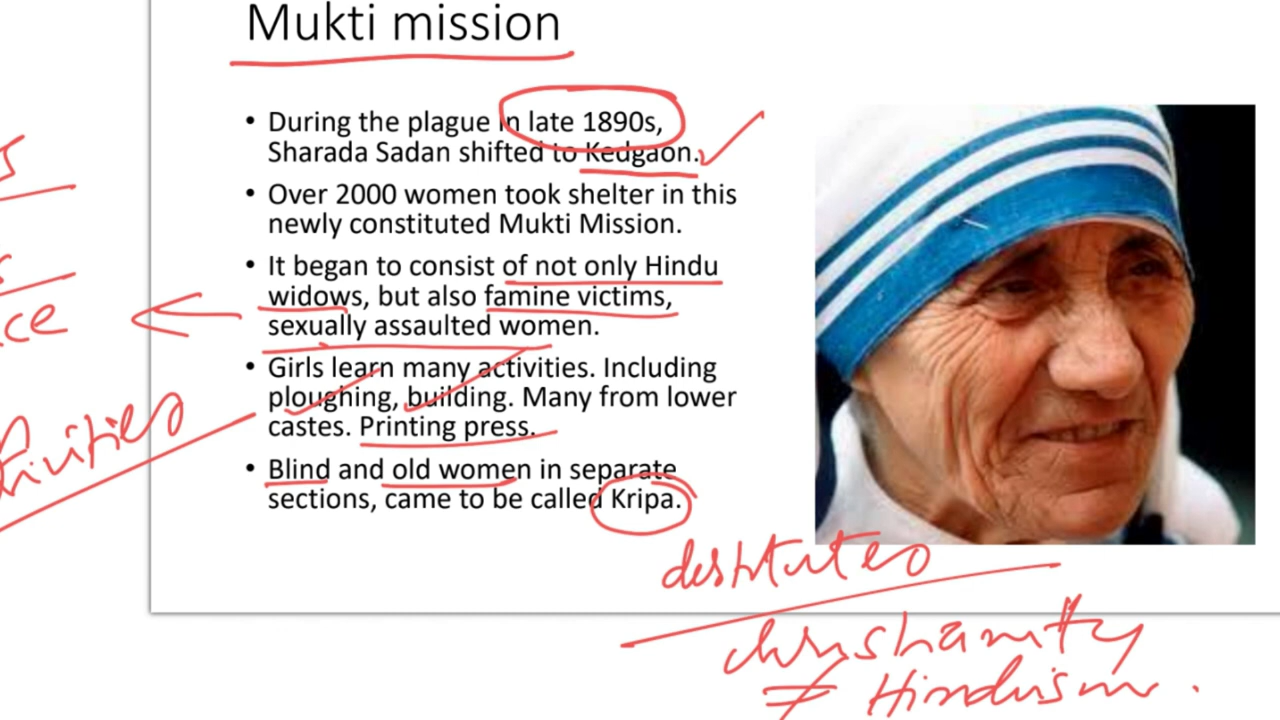 Mukti mission
• During the plague in late 1890s,
Sharada Sadan shifted to Kedgaon.
• Over 2000 women took shelter in this
newly constituted Mukti Mission.
• It began to consist of not only Hindu
widows, but also famine victims,
sexually assaulted women.
• Girls learn many activities. Including
ploughing, building. Many from lower
castes. Printing press.
• Blind and old women in separate
sections, came to be called Kripa.
destitutes
≠ Hinduism.